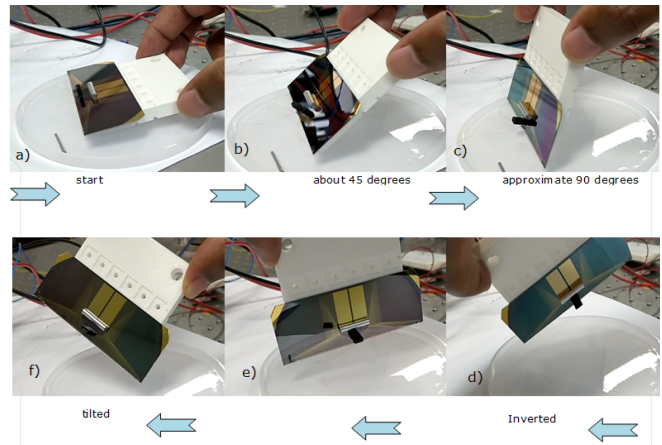 a)
b)
c)
start
about 45 degrees
approximate 90 degrees
f)
e)
d)
tilted
Inverted